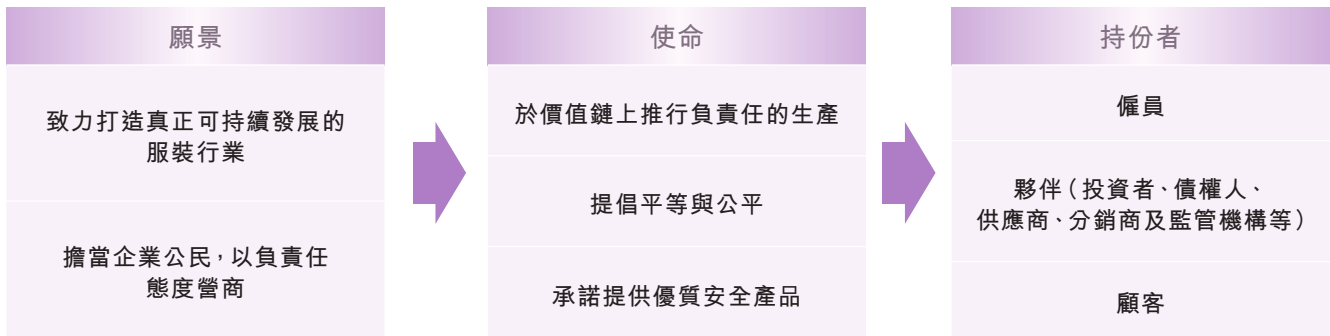 願景
致力打造真正可持續發展的
服裝行業
擔當企業公民，以負責任
態度營商
使命
於價值鏈上推行負責任的生產
提倡平等與公平
承諾提供優質安全產品
持份者
僱員
夥伴（投資者、債權人、
供應商、分銷商及監管機構等）
顧客